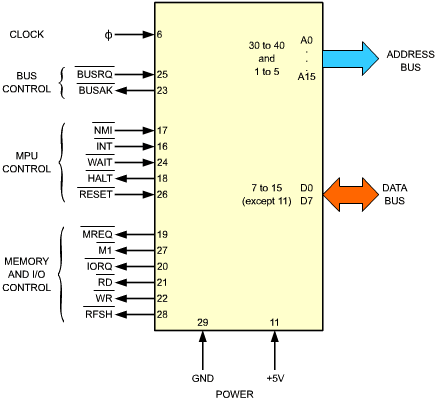 CLOCK ϕ 6
BUS CONTROL
BUSRQ 25
BUSAK 23
MPU CONTROL
NMI 17
INT 16
WAIT 24
HALT 18
RESET 26
MEMORY AND I/O CONTROL
MREQ 19
M1 27
IORQ 20
RD 21
WR 22
RFSH 28
30 to 40
and
1 to 5
A0
.
.
.
A15
ADDRESS
BUS
7 to 15
(except 11)
D0
D7
DATA
BUS
29 11
GND +5V
POWER